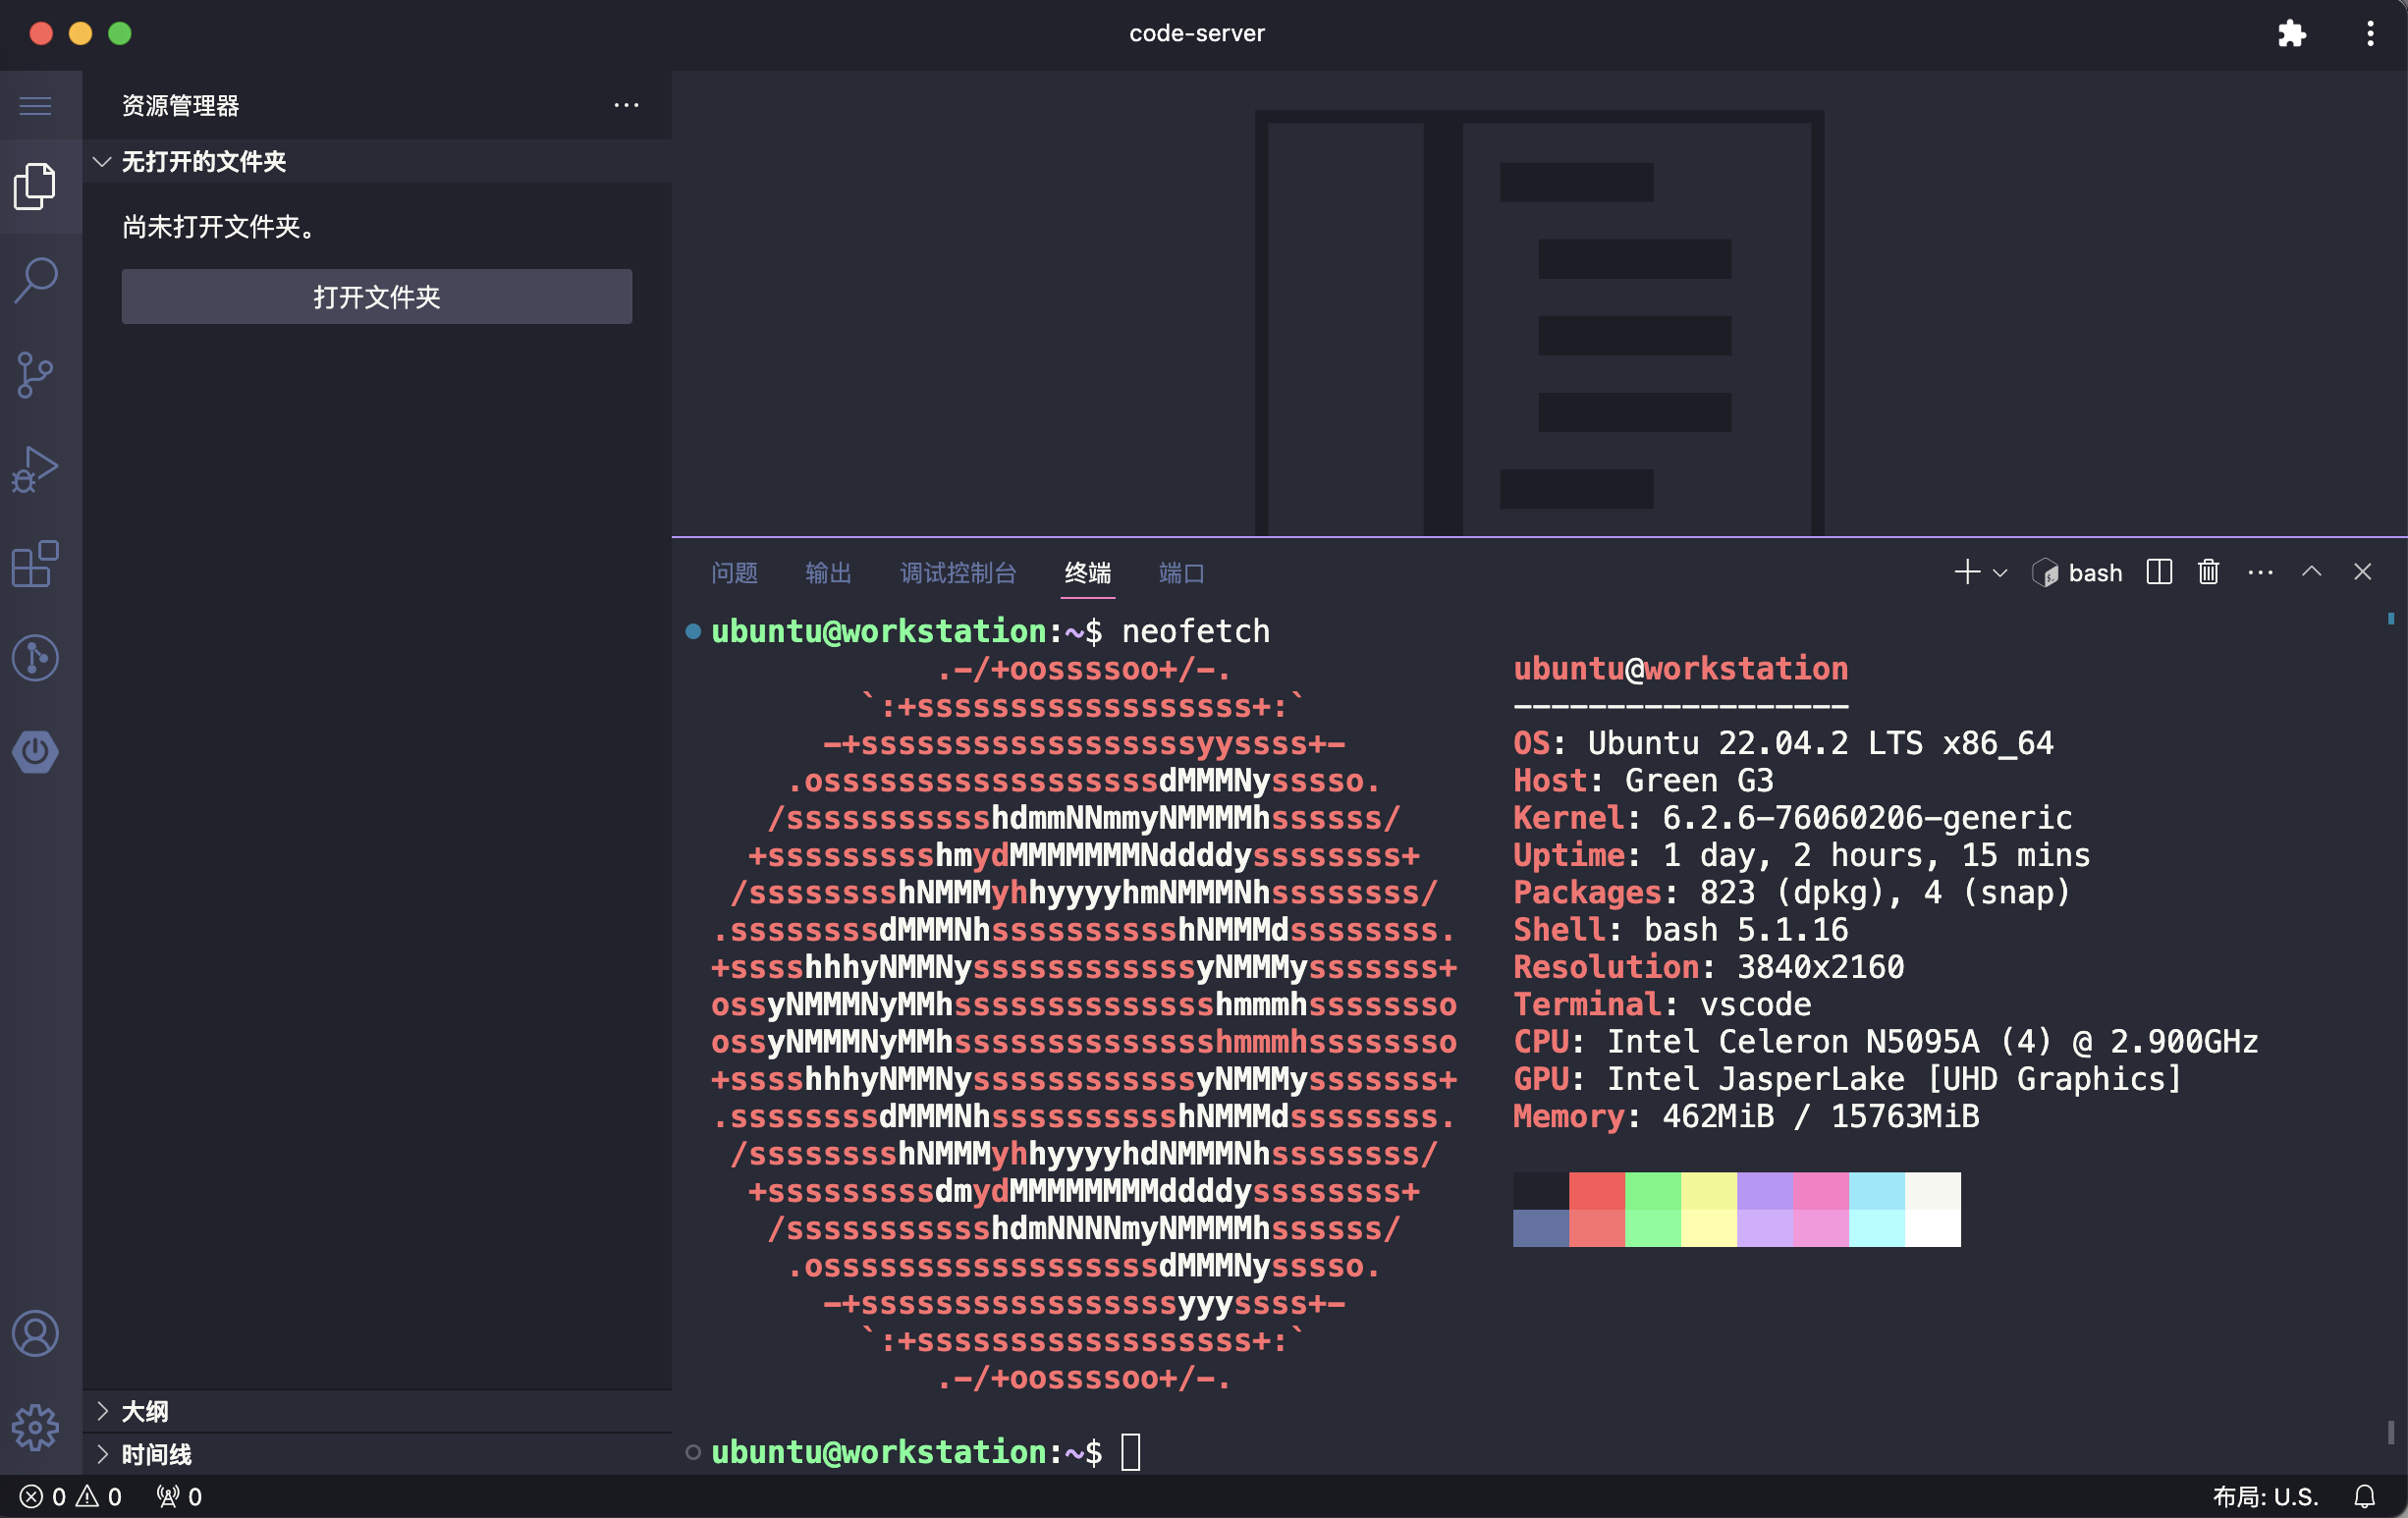 code-server
资源管理器
无打开的文件夹
尚未打开文件夹。
打开文件夹
大纲
时间线
问题 输出 调试控制台 终端 端口 bash
ubuntu@workstation:~$ neofetch
.-/+oossssoo+/-.
`:+ssssssssssssssssss+:`
-+ssssssssssssssssssyyssss+-
.ossssssssssssssssssdMMMNysssso.
/ssssssssssshdmmNNmmyNMMMMhssssss/
+ssssssssshmydMMMMMMMNddddyssssssss+
/sssssssshNMMMyhhyyyyhmNMMMNhssssssss/
.ssssssssdMMMNhsssssssssshNMMMdssssssss.
+sssshhhyNMMNyssssssssssssyNMMMysssssss+
ossyNMMMNyMMhsssssssssssssshmmmhssssssso
ossyNMMMNyMMhsssssssssssssshmmmhssssssso
+sssshhhyNMMNyssssssssssssyNMMMysssssss+
.ssssssssdMMMNhsssssssssshNMMMdssssssss.
/sssssssshNMMMyhhyyyyhdNMMMNhssssssss/
+sssssssssdmydMMMMMMMMddddyssssssss+
/ssssssssssshdmNNNNmyNMMMMhssssss/
.ossssssssssssssssssdMMMNysssso.
-+sssssssssssssssssyyyssss+-
`:+ssssssssssssssssss+:`
.-/+oossssoo+/-.
ubuntu@workstation
------------------
OS: Ubuntu 22.04.2 LTS x86_64
Host: Green G3
Kernel: 6.2.6-76060206-generic
Uptime: 1 day, 2 hours, 15 mins
Packages: 823 (dpkg), 4 (snap)
Shell: bash 5.1.16
Resolution: 3840x2160
Terminal: vscode
CPU: Intel Celeron N5095A (4) @ 2.900GHz
GPU: Intel JasperLake [UHD Graphics]
Memory: 462MiB / 15763MiB
ubuntu@workstation:~$
0 0 0 布局: U.S.